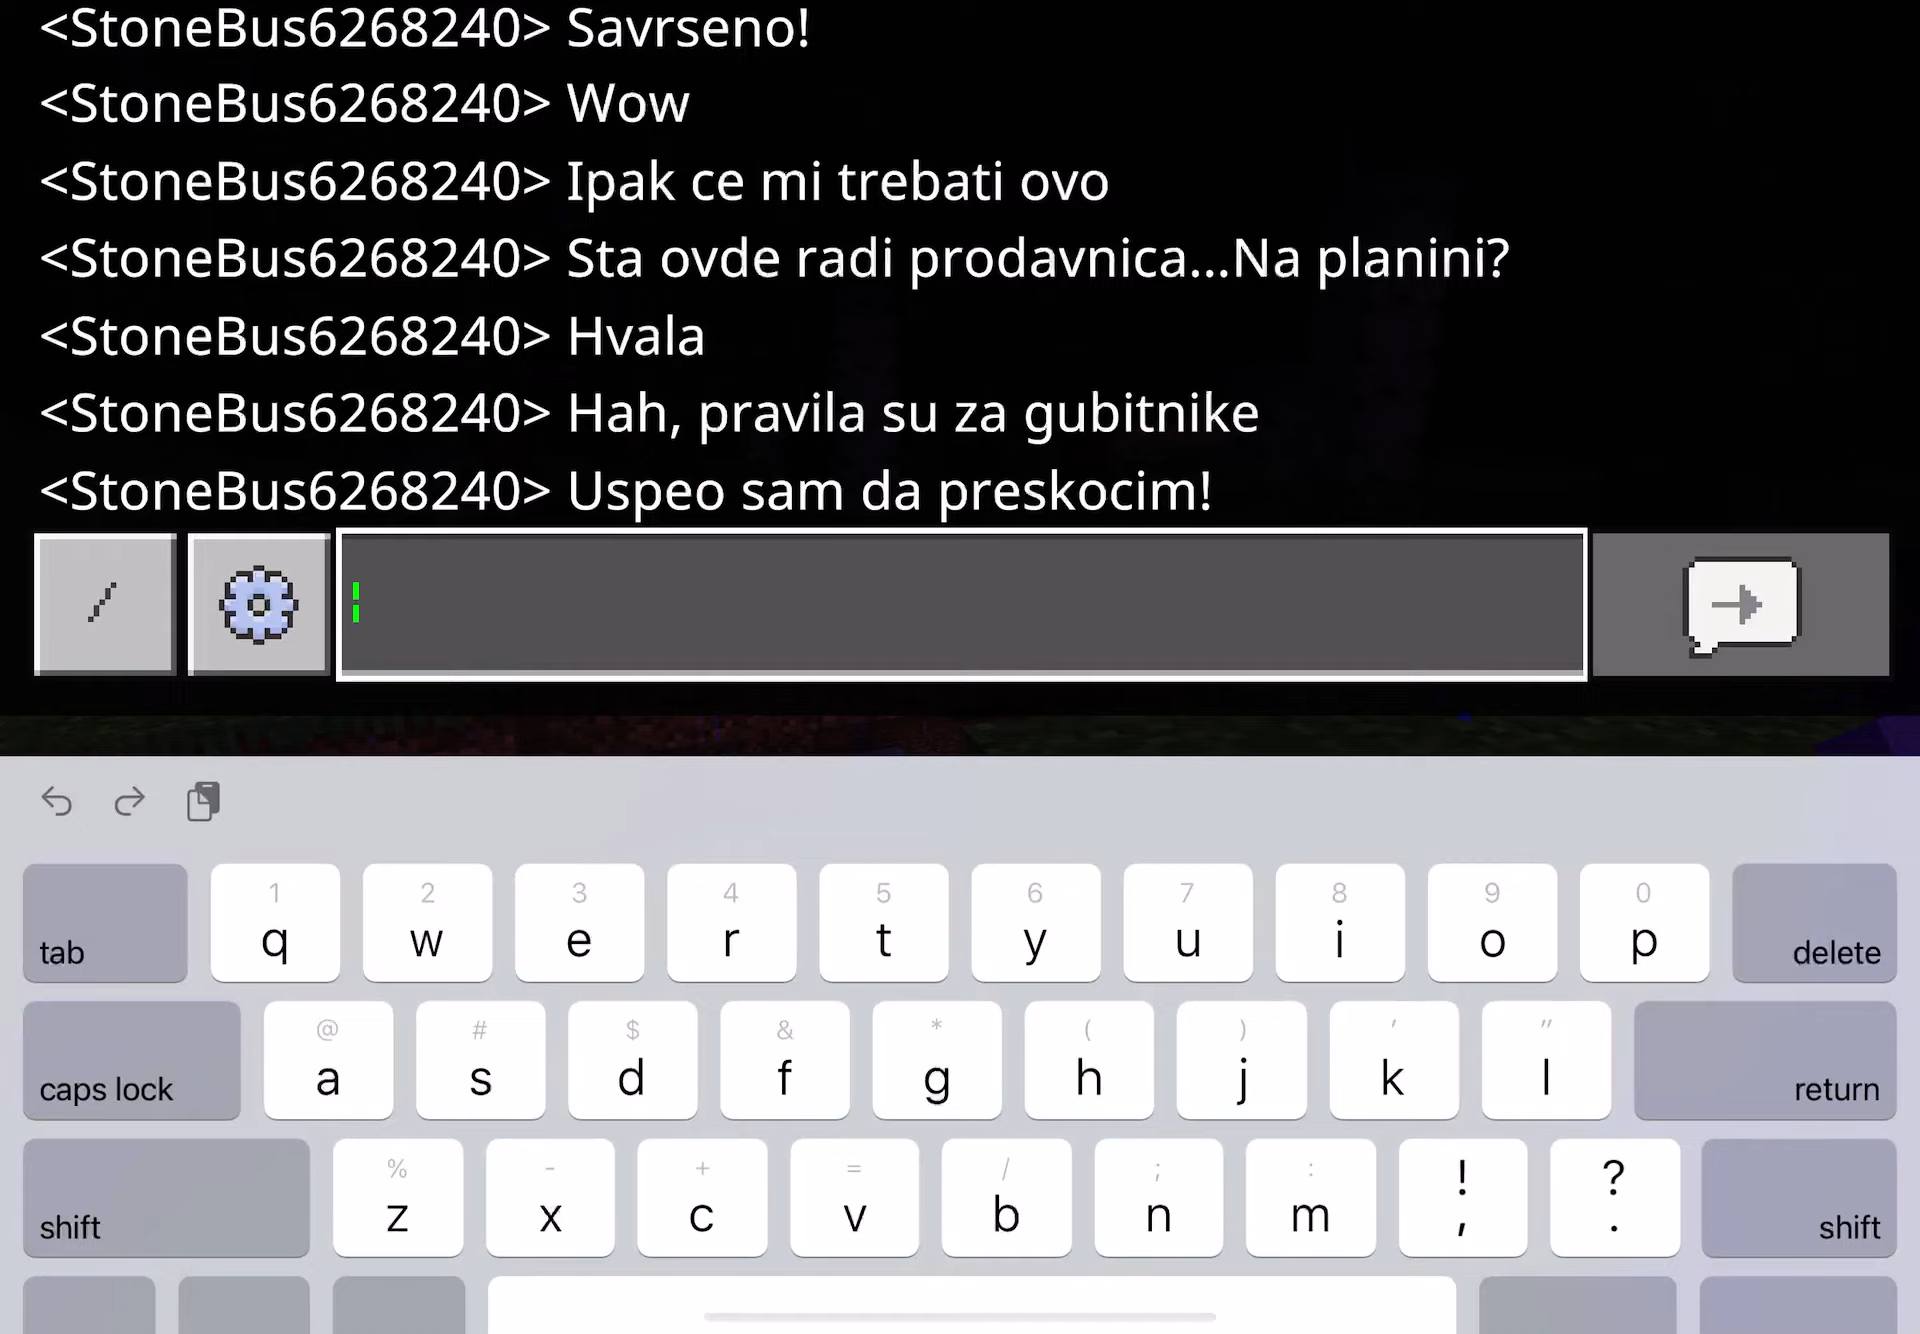 <StoneBus6268240> Savrseno!
<StoneBus6268240> Wow
<StoneBus6268240> Ipak ce mi trebati ovo
<StoneBus6268240> Sta ovde radi prodavnica...Na planini?
<StoneBus6268240> Hvala
<StoneBus6268240> Hah, pravila su za gubitnike
<StoneBus6268240> Uspeo sam da preskocim!
/
1 2 3 4 5 6 7 8 9 0
tab q w e r t y u i o p delete
@ # $ & * ( ) ' "
caps lock a s d f g h j k l return
% - + = / ; : ! ?
shift z x c v b n m , . shift